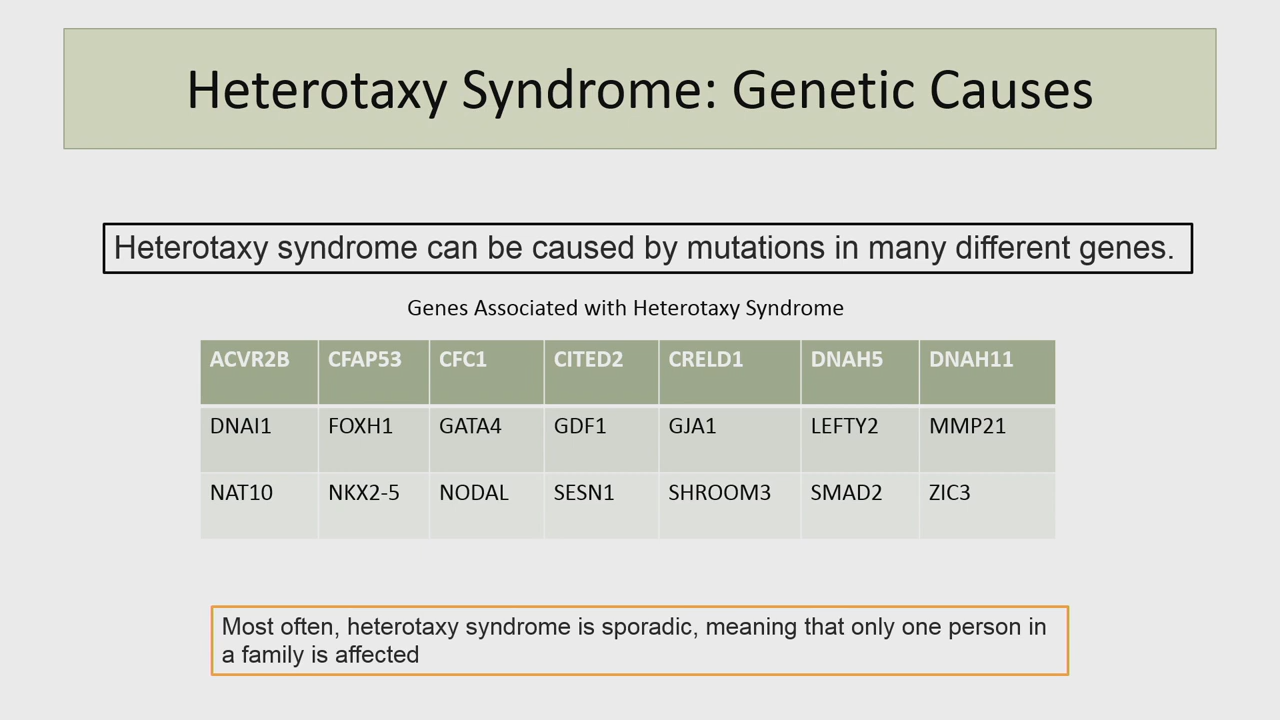 Heterotaxy Syndrome: Genetic Causes
Heterotaxy syndrome can be caused by mutations in many different genes.
Genes Associated with Heterotaxy Syndrome
ACVR2B CFAP53 CFC1 CITED2 CRELD1 DNAH5 DNAH11
DNAI1 FOXH1 GATA4 GDF1 GJA1 LEFTY2 MMP21
NAT10 NKX2-5 NODAL SESN1 SHROOM3 SMAD2 ZIC3
Most often, heterotaxy syndrome is sporadic, meaning that only one person in
a family is affected